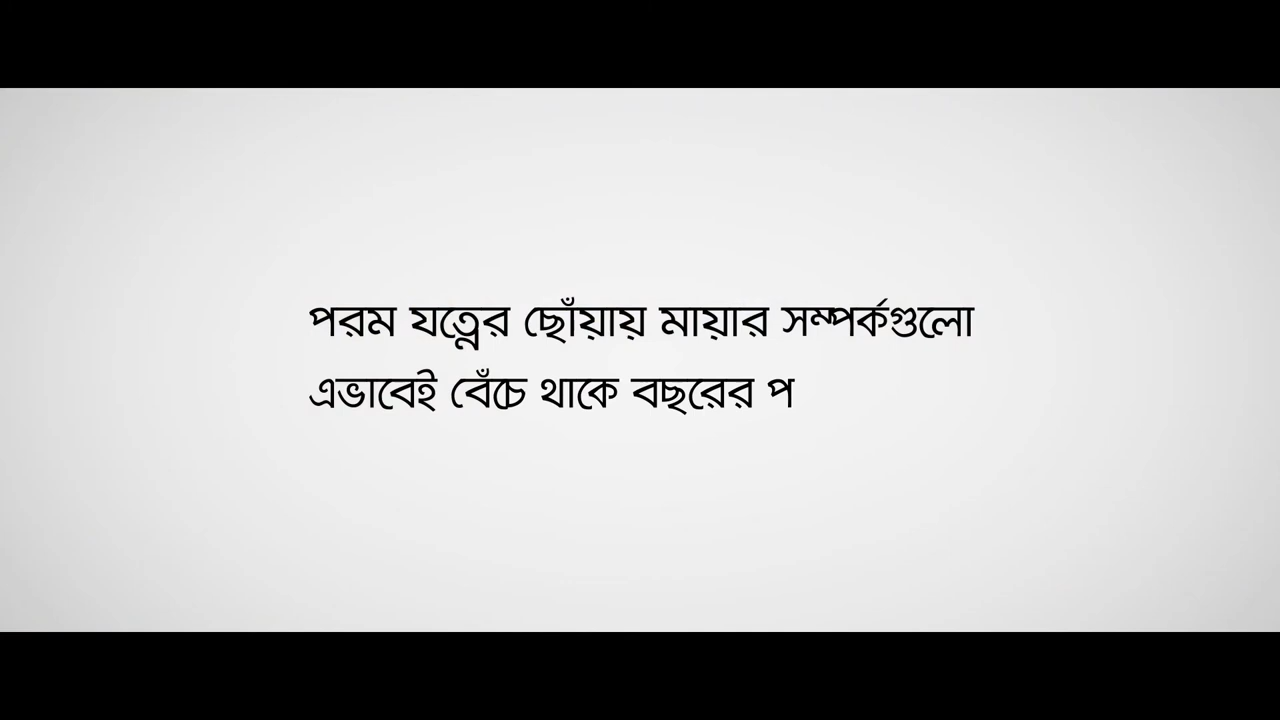 পরম যত্নের ছোঁয়ায় মায়ার সম্পর্কগুলো
এভাবেই বেঁচে থাকে বছরের প